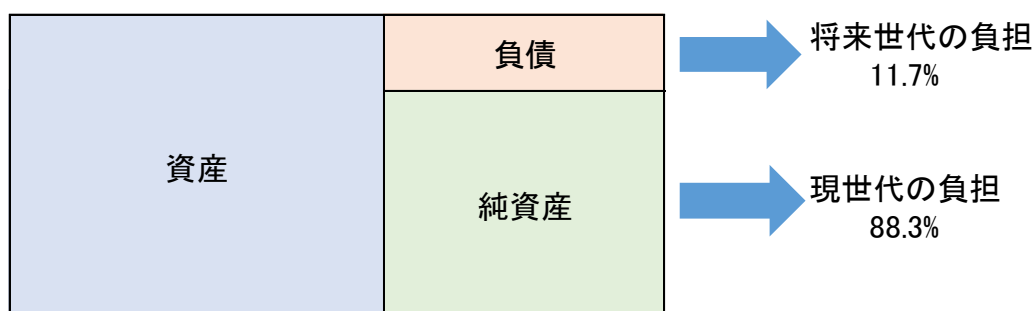 負債
将来世代の負担
11.7%
資産
純資産
現世代の負担
88.3%